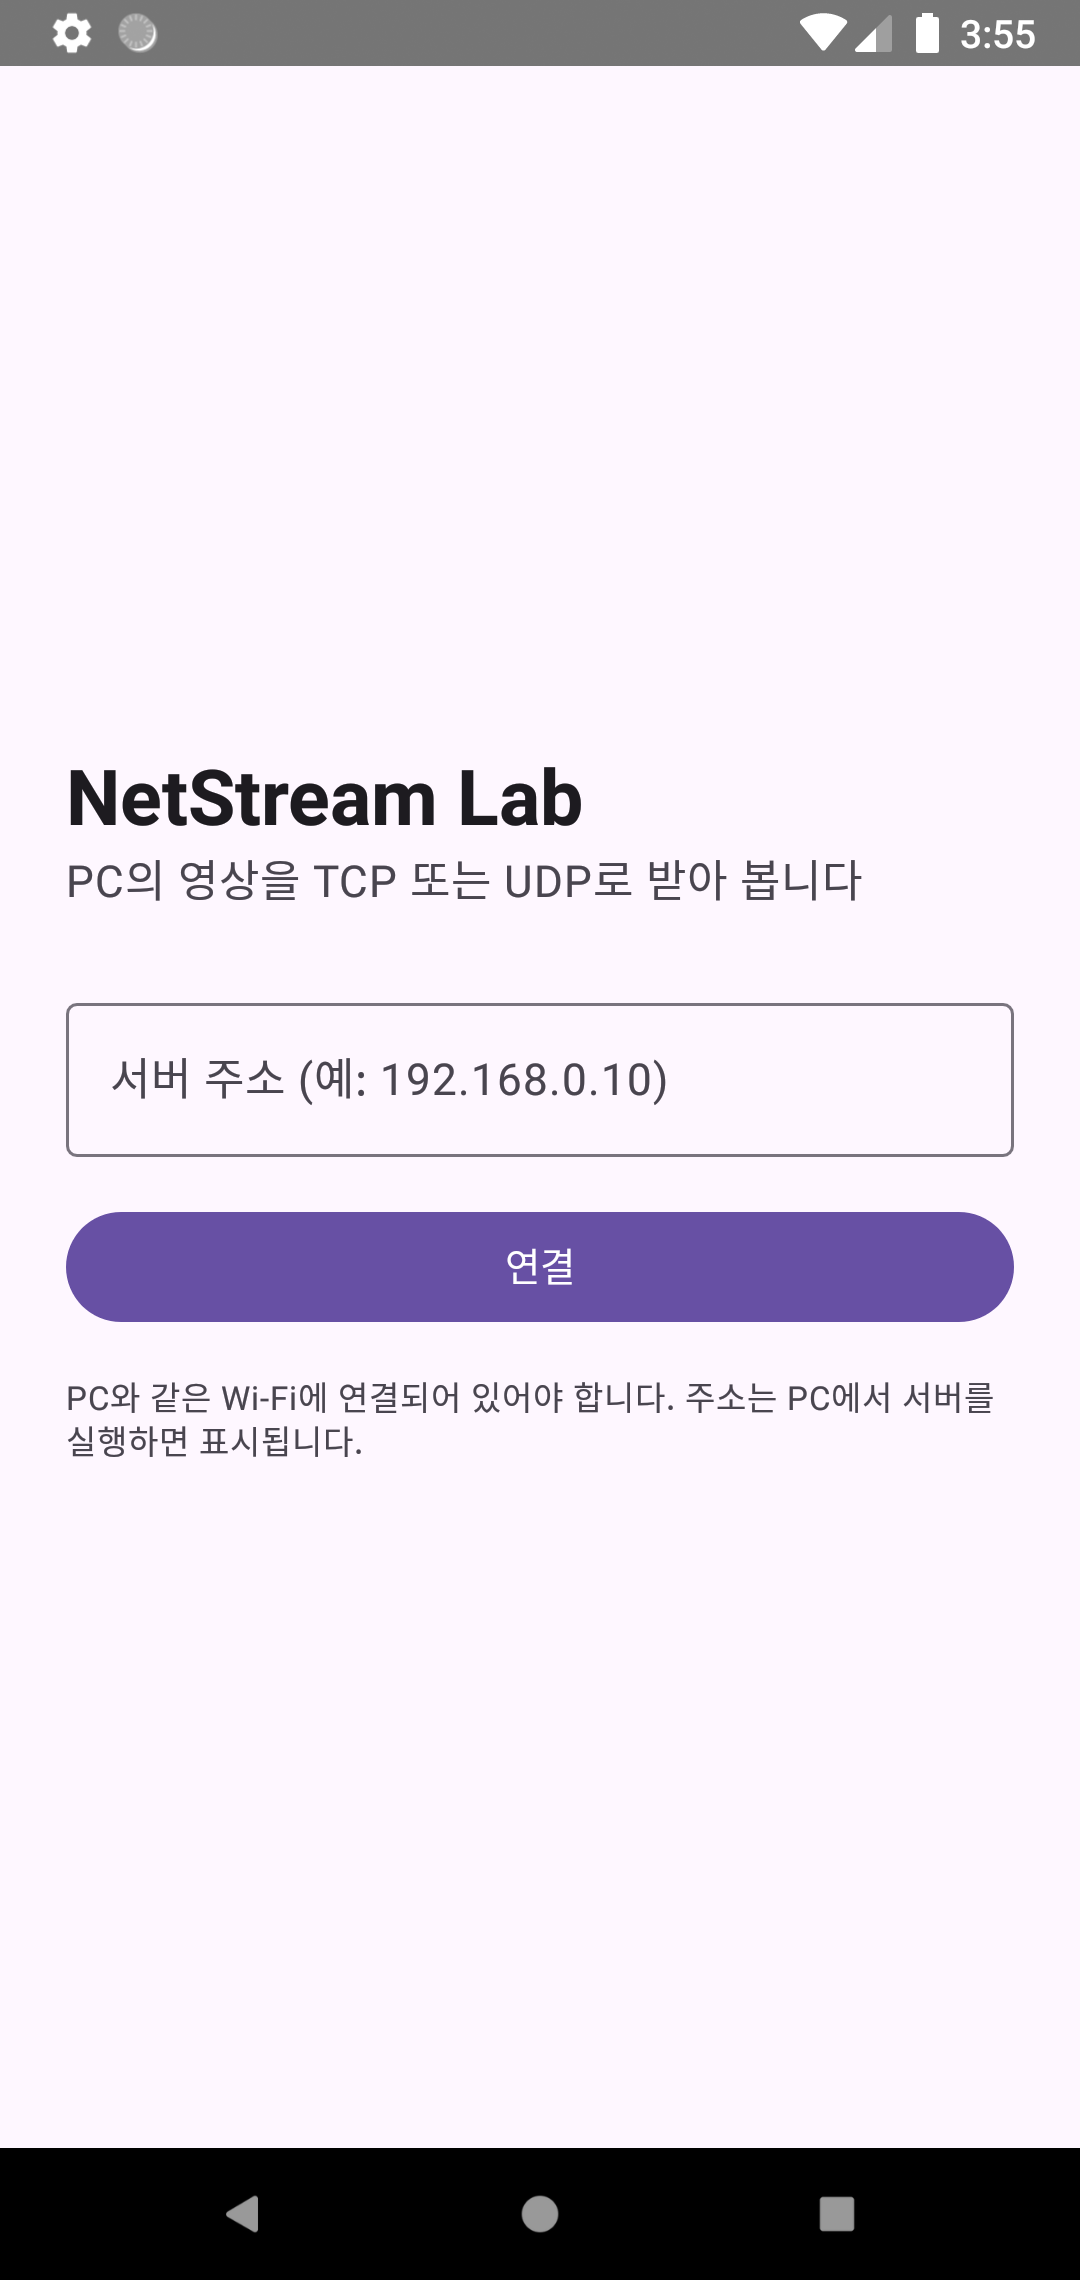 3:55
NetStream Lab
PC의 영상을 TCP 또는 UDP로 받아 봅니다
서버 주소 (예: 192.168.0.10)
연결
PC와 같은 Wi-Fi에 연결되어 있어야 합니다. 주소는 PC에서 서버를
실행하면 표시됩니다.